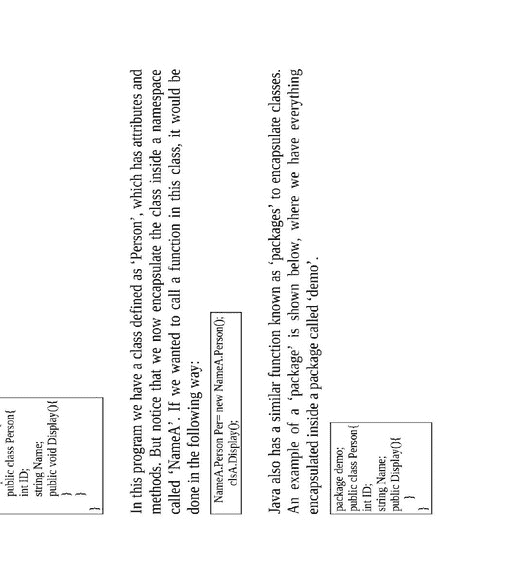 public class Person{
int ID;
string Name;
public void Display(){
}
}
}
In this program we have a class defined as ‘Person’, which has attributes and
methods. But notice that we now encapsulate the class inside a namespace
called ‘NameA’. If we wanted to call a function in this class, it would be
done in the following way:
NameA.Person Per= new NameA.Person();
clsA.Display();
Java also has a similar function known as ‘packages’ to encapsulate classes.
An example of a ‘package’ is shown below, where we have everything
encapsulated inside a package called ‘demo’.
package demo;
public class Person{
int ID;
string Name;
public Display(){
}
}